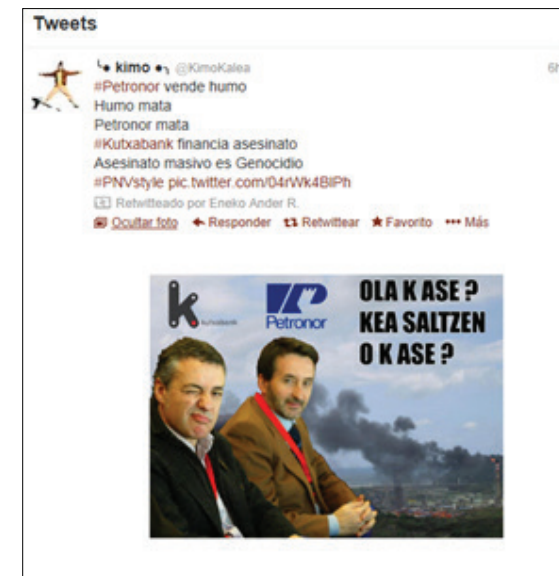 Tweets
kimo @KimoKalea 6h
#Petronor vende humo
Humo mata
Petronor mata
#Kutxabank financia asesinato
Asesinato masivo es Genocidio
#PNVstyle pic.twitter.com/04rWk4BlPh
Retwitteado por Eneko Ander R.
Ocultar foto Responder Retwittear Favorito Más
k kutxabank
Petronor
OLA K ASE ?
KEA SALTZEN
O K ASE ?